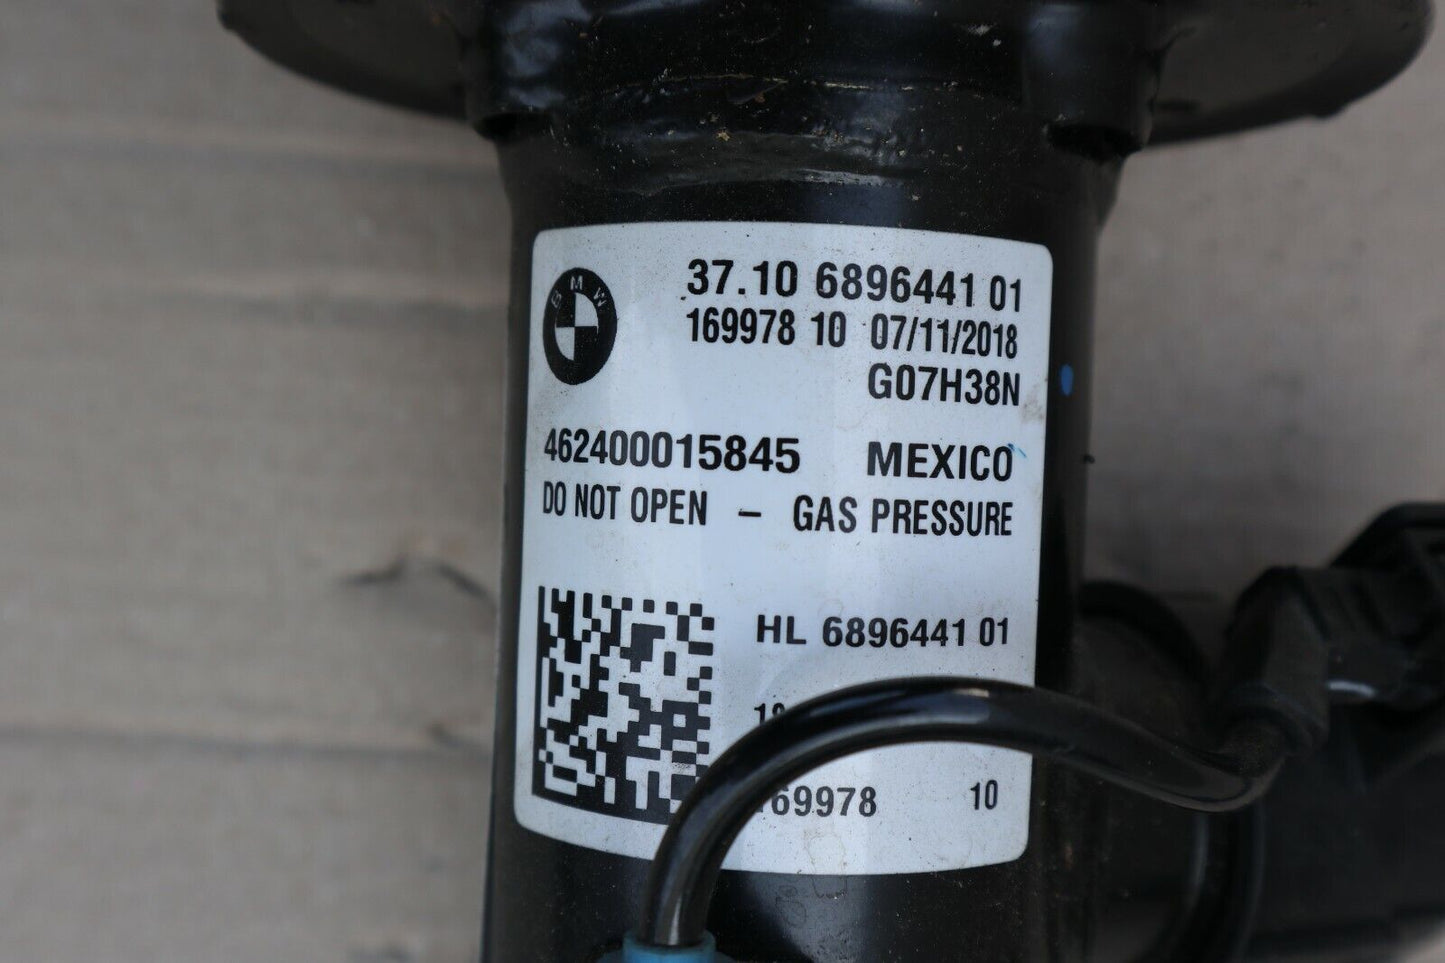 BMW
37.10 6896441 01
169978 10 07/11/2018
G07H38N
462400015845 MEXICO
DO NOT OPEN – GAS PRESSURE
HL 6896441 01
169978 10